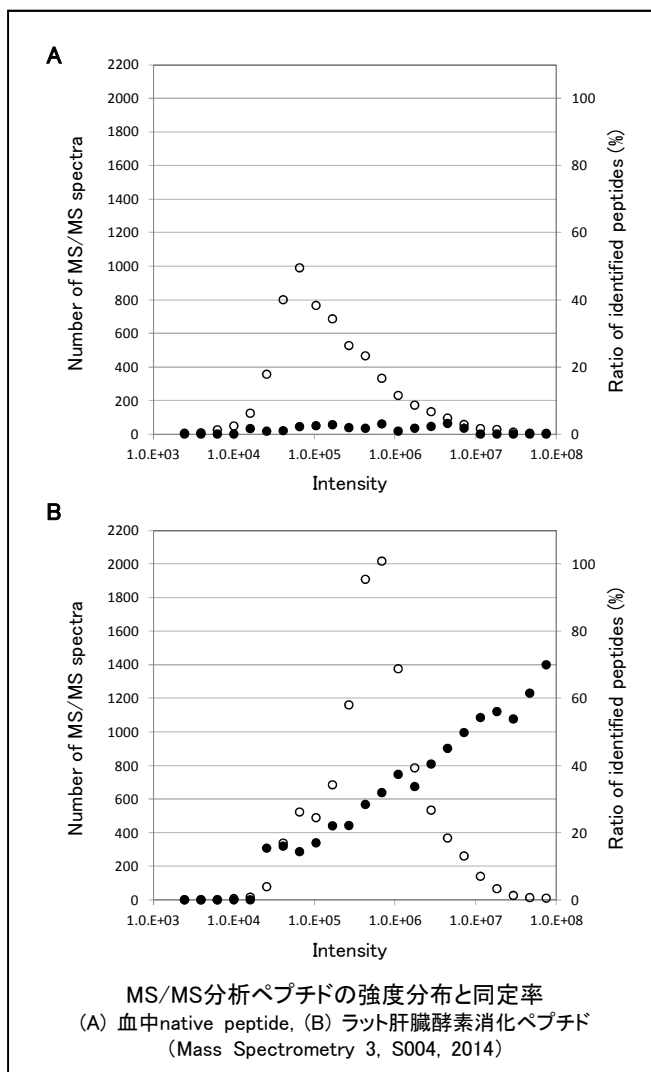 A
2200
2000
1800
1600
1400
1200
1000
800
600
400
200
0
Number of MS/MS spectra
100
80
60
40
20
0
Ratio of identified peptides (%)
1.0.E+03 1.0.E+04 1.0.E+05 1.0.E+06 1.0.E+07 1.0.E+08
Intensity
B
2200
2000
1800
1600
1400
1200
1000
800
600
400
200
0
Number of MS/MS spectra
100
80
60
40
20
0
Ratio of identified peptides (%)
1.0.E+03 1.0.E+04 1.0.E+05 1.0.E+06 1.0.E+07 1.0.E+08
Intensity
MS/MS分析ペプチドの強度分布と同定率
(A) 血中native peptide, (B) ラット肝臓酵素消化ペプチド
(Mass Spectrometry 3, S004, 2014)